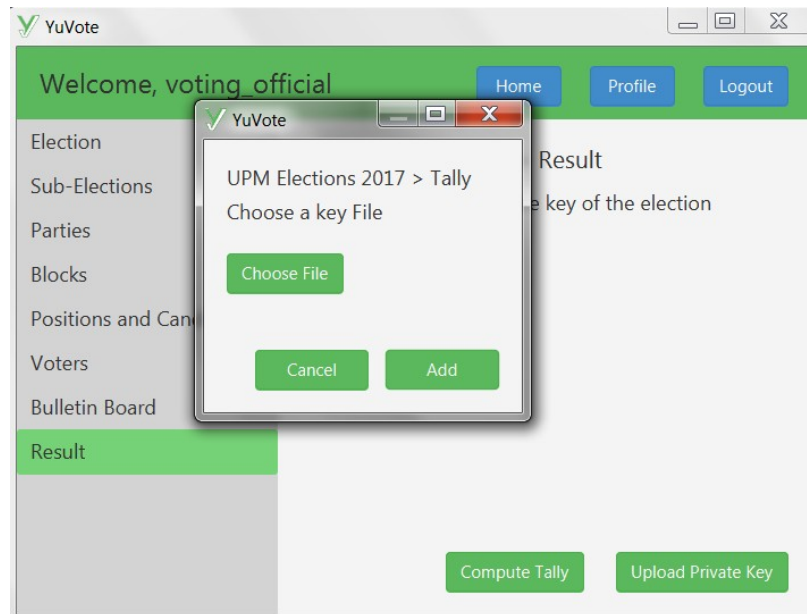 YuVote
Welcome, voting_official
Home
Profile
Logout
Election
Sub-Elections
Parties
Blocks
Positions and Can
Voters
Bulletin Board
Result
YuVote
UPM Elections 2017 > Tally
Choose a key File
Choose File
Cancel
Add
Result
key of the election
Compute Tally
Upload Private Key